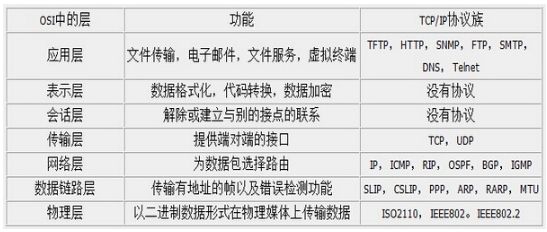 OSI中的层 功能 TCP/IP协议族
应用层 文件传输，电子邮件，文件服务，虚拟终端 TFTP，HTTP，SNMP，FTP，SMTP，
DNS，Telnet
表示层 数据格式化，代码转换，数据加密 没有协议
会话层 解除或建立与别的接点的联系 没有协议
传输层 提供端对端的接口 TCP，UDP
网络层 为数据包选择路由 IP，ICMP，RIP，OSPF，BGP，IGMP
数据链路层 传输有地址的帧以及错误检测功能 SLIP，CSLIP，PPP，ARP，RARP，MTU
物理层 以二进制数据形式在物理媒体上传输数据 ISO2110，IEEE802。IEEE802.2